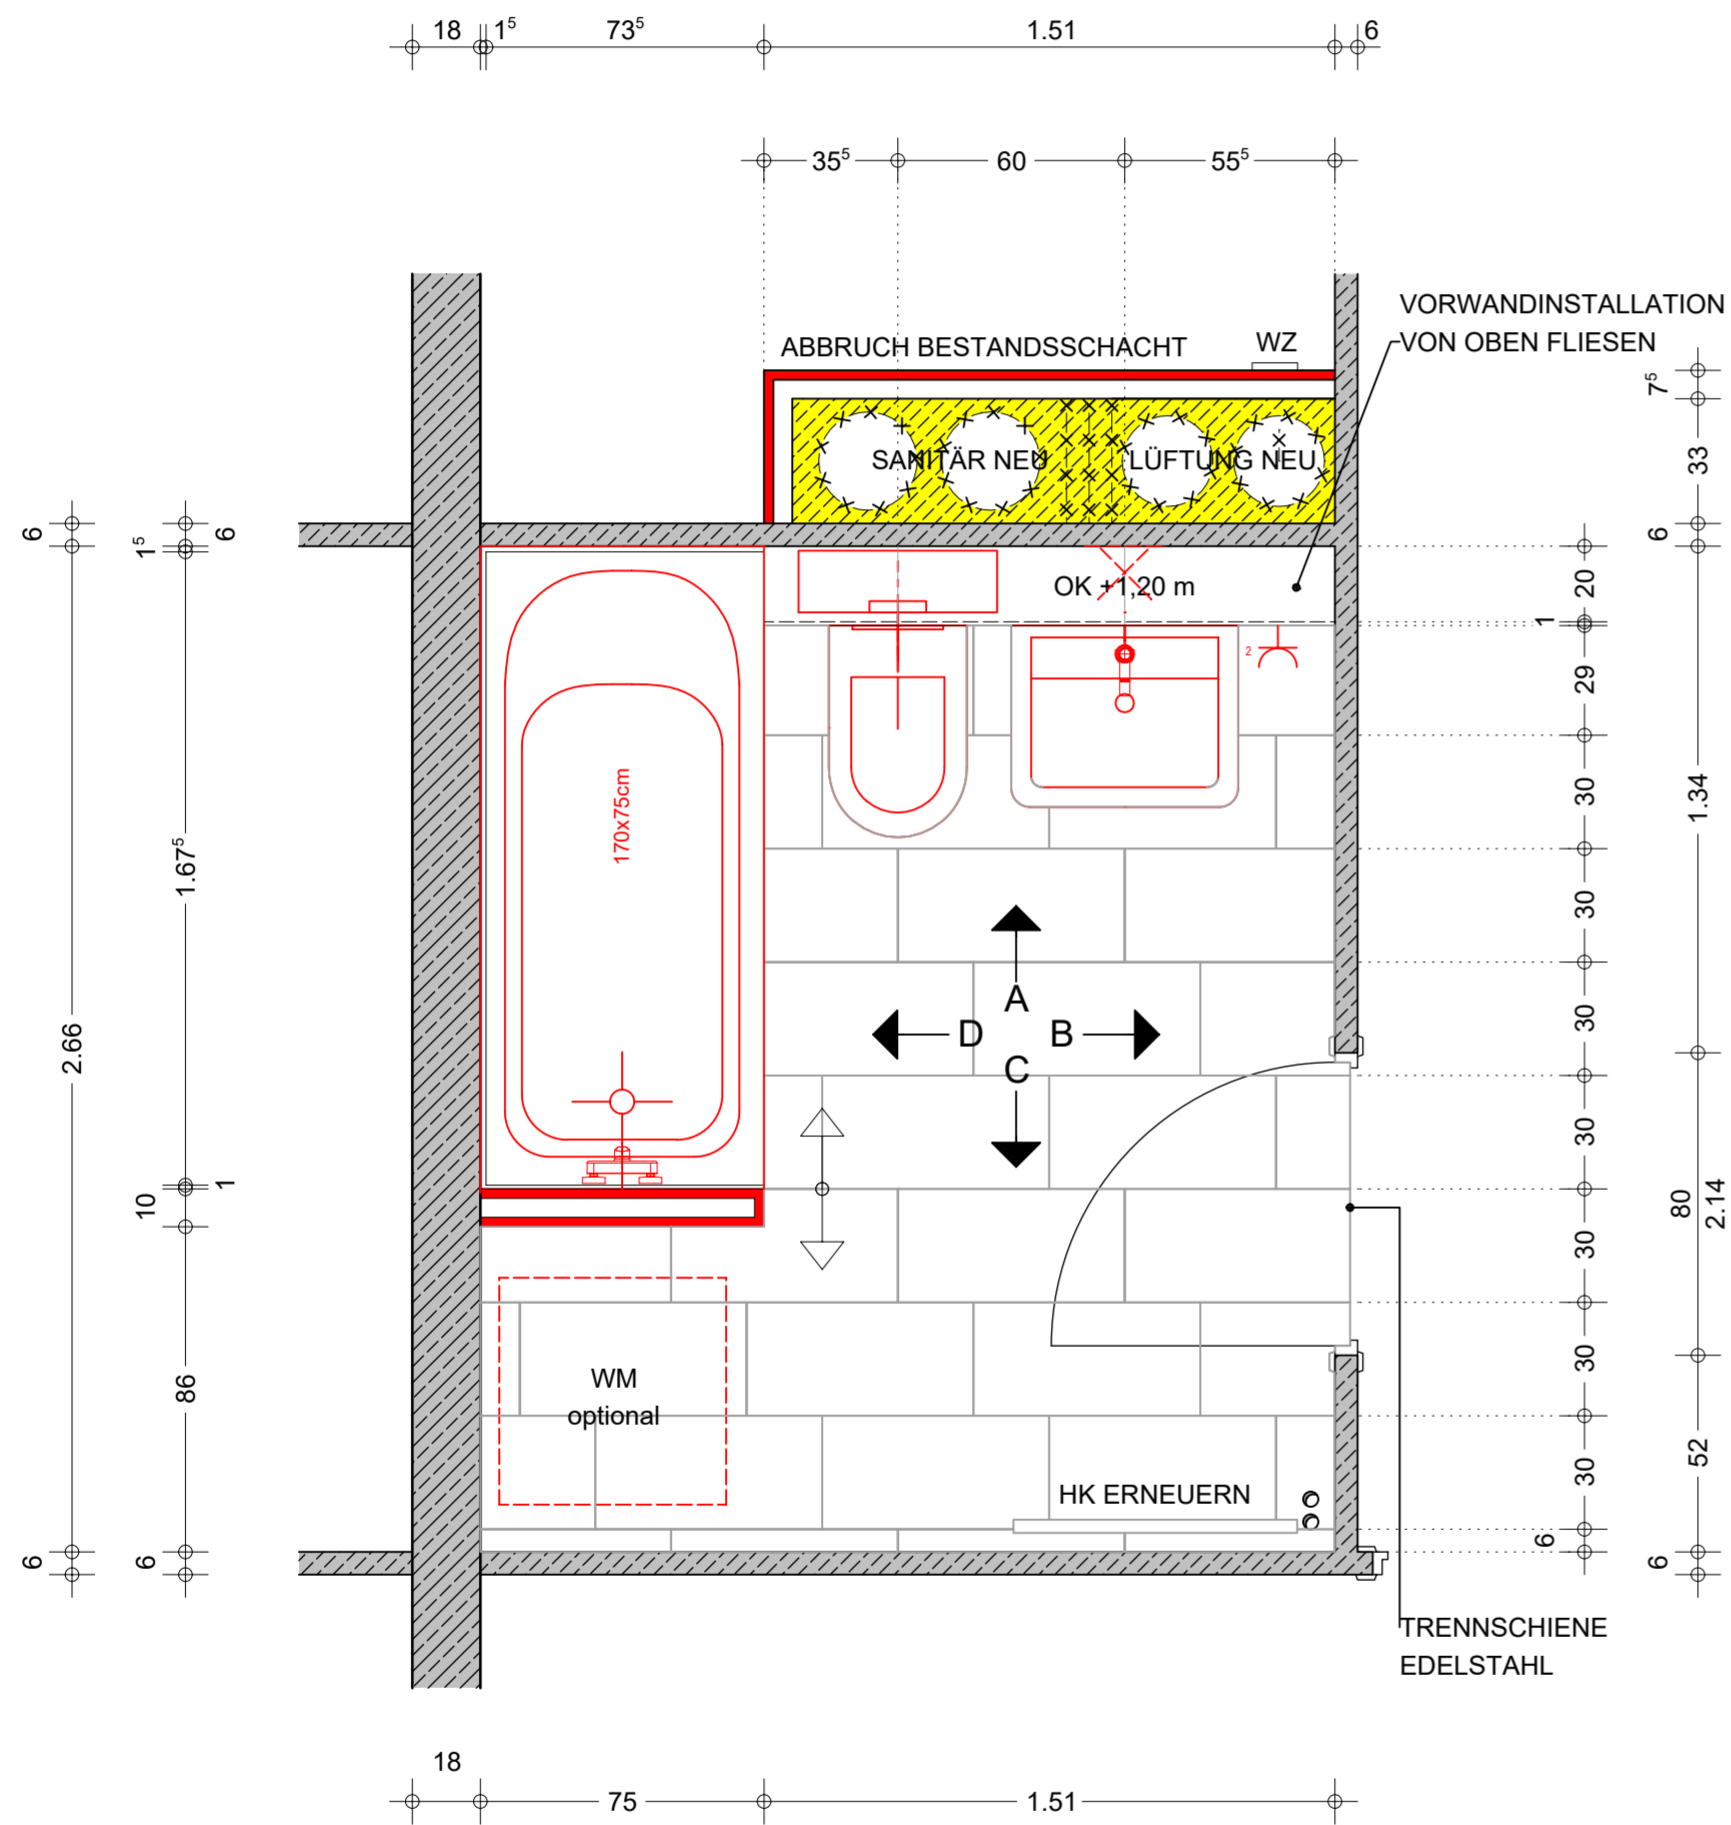 18
1⁵
73⁵
1.51
6
35⁵
60
55⁵
VORWANDINSTALLATION
VON OBEN FLIESEN
ABBRUCH BESTANDSSCHACHT
WZ
7⁵
33
6
SANITÄR NEU
LÜFTUNG NEU
6
1⁵
6
OK +1,20 m
20
1
2
29
170x75cm
30
1.34
1.67⁵
30
A
D
B
C
30
2.66
30
10
1
30
80
2.14
WM
optional
86
30
52
HK ERNEUERN
30
6
6
6
6
TRENNSCHIENE
EDELSTAHL
18
75
1.51